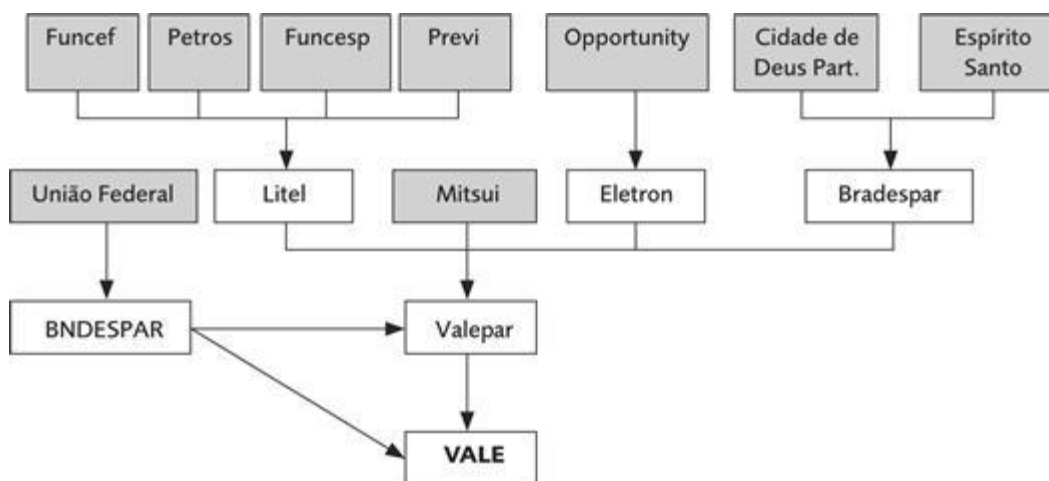 Funcef
Petros
Funcesp
Previ
Opportunity
Cidade de
Deus Part.
Espírito
Santo
União Federal
Litel
Mitsui
Eletron
Bradespar
BNDESPAR
Valepar
VALE